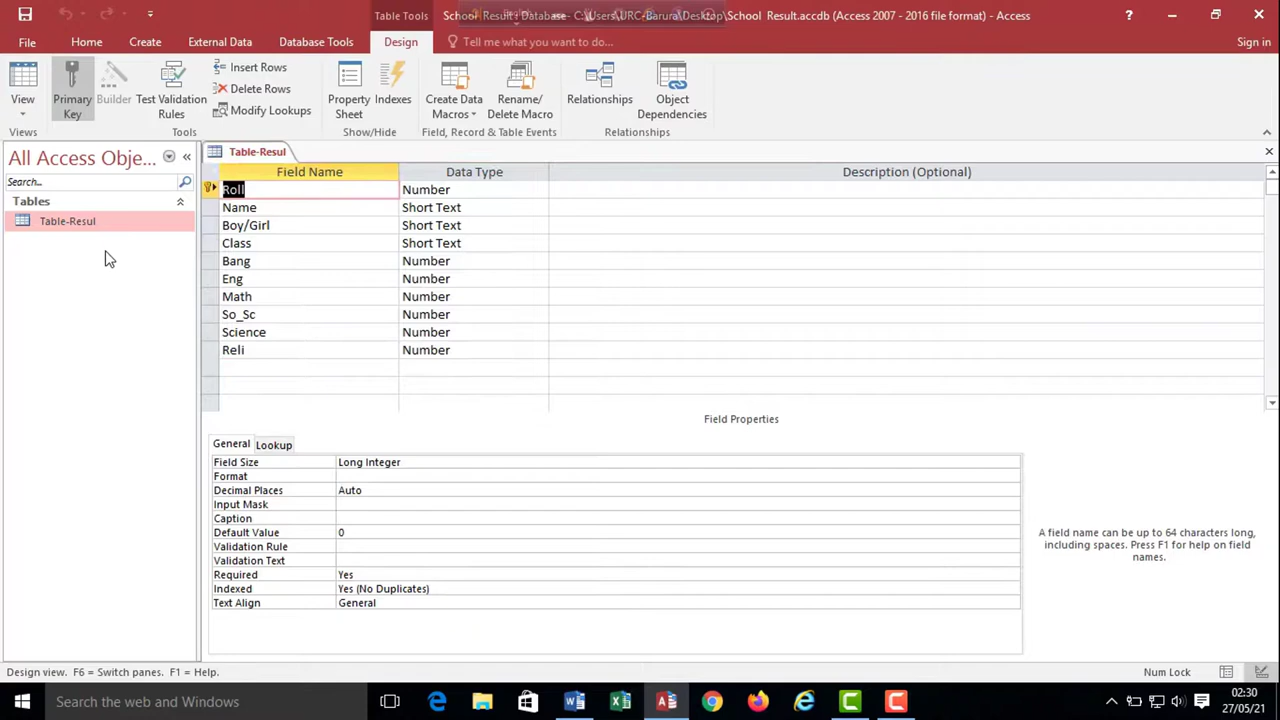 Table Tools
School Result : Database- C:\Users\URC-Barura\Desktop\School Result.accdb (Access 2007 - 2016 file format) - Access
?
File
Home
Create
External Data
Database Tools
Design
Tell me what you want to do...
Sign in
View
Primary
Key
Builder
Test Validation
Rules
Insert Rows
Delete Rows
Modify Lookups
Property
Sheet
Indexes
Create Data
Macros
Rename/
Delete Macro
Relationships
Object
Dependencies
Views
Tools
Show/Hide
Field, Record & Table Events
Relationships
All Access Obje...
Search...
Tables
Table-Resul
Table-Resul
Field Name Data Type Description (Optional)
Roll Number
Name Short Text
Boy/Girl Short Text
Class Short Text
Bang Number
Eng Number
Math Number
So_Sc Number
Science Number
Reli Number
Field Properties
General Lookup
Field Size Long Integer
Format
Decimal Places Auto
Input Mask
Caption
Default Value 0
Validation Rule
Validation Text
Required Yes
Indexed Yes (No Duplicates)
Text Align General
A field name can be up to 64 characters long,
including spaces. Press F1 for help on field
names.
Design view. F6 = Switch panes. F1 = Help.
Num Lock
Search the web and Windows
02:30
27/05/21